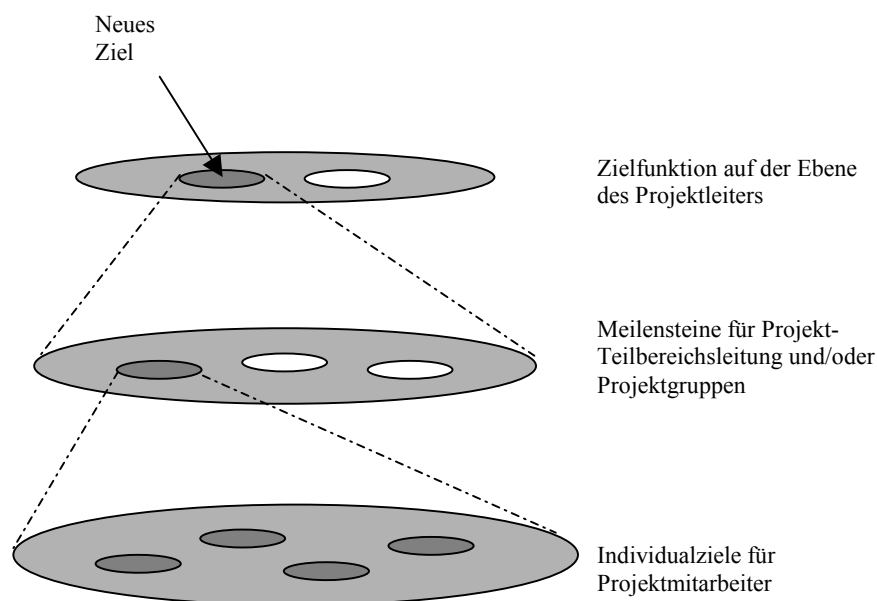 Neues
Ziel
Zielfunktion auf der Ebene
des Projektleiters
Meilensteine für Projekt-
Teilbereichsleitung und/oder
Projektgruppen
Individualziele für
Projektmitarbeiter